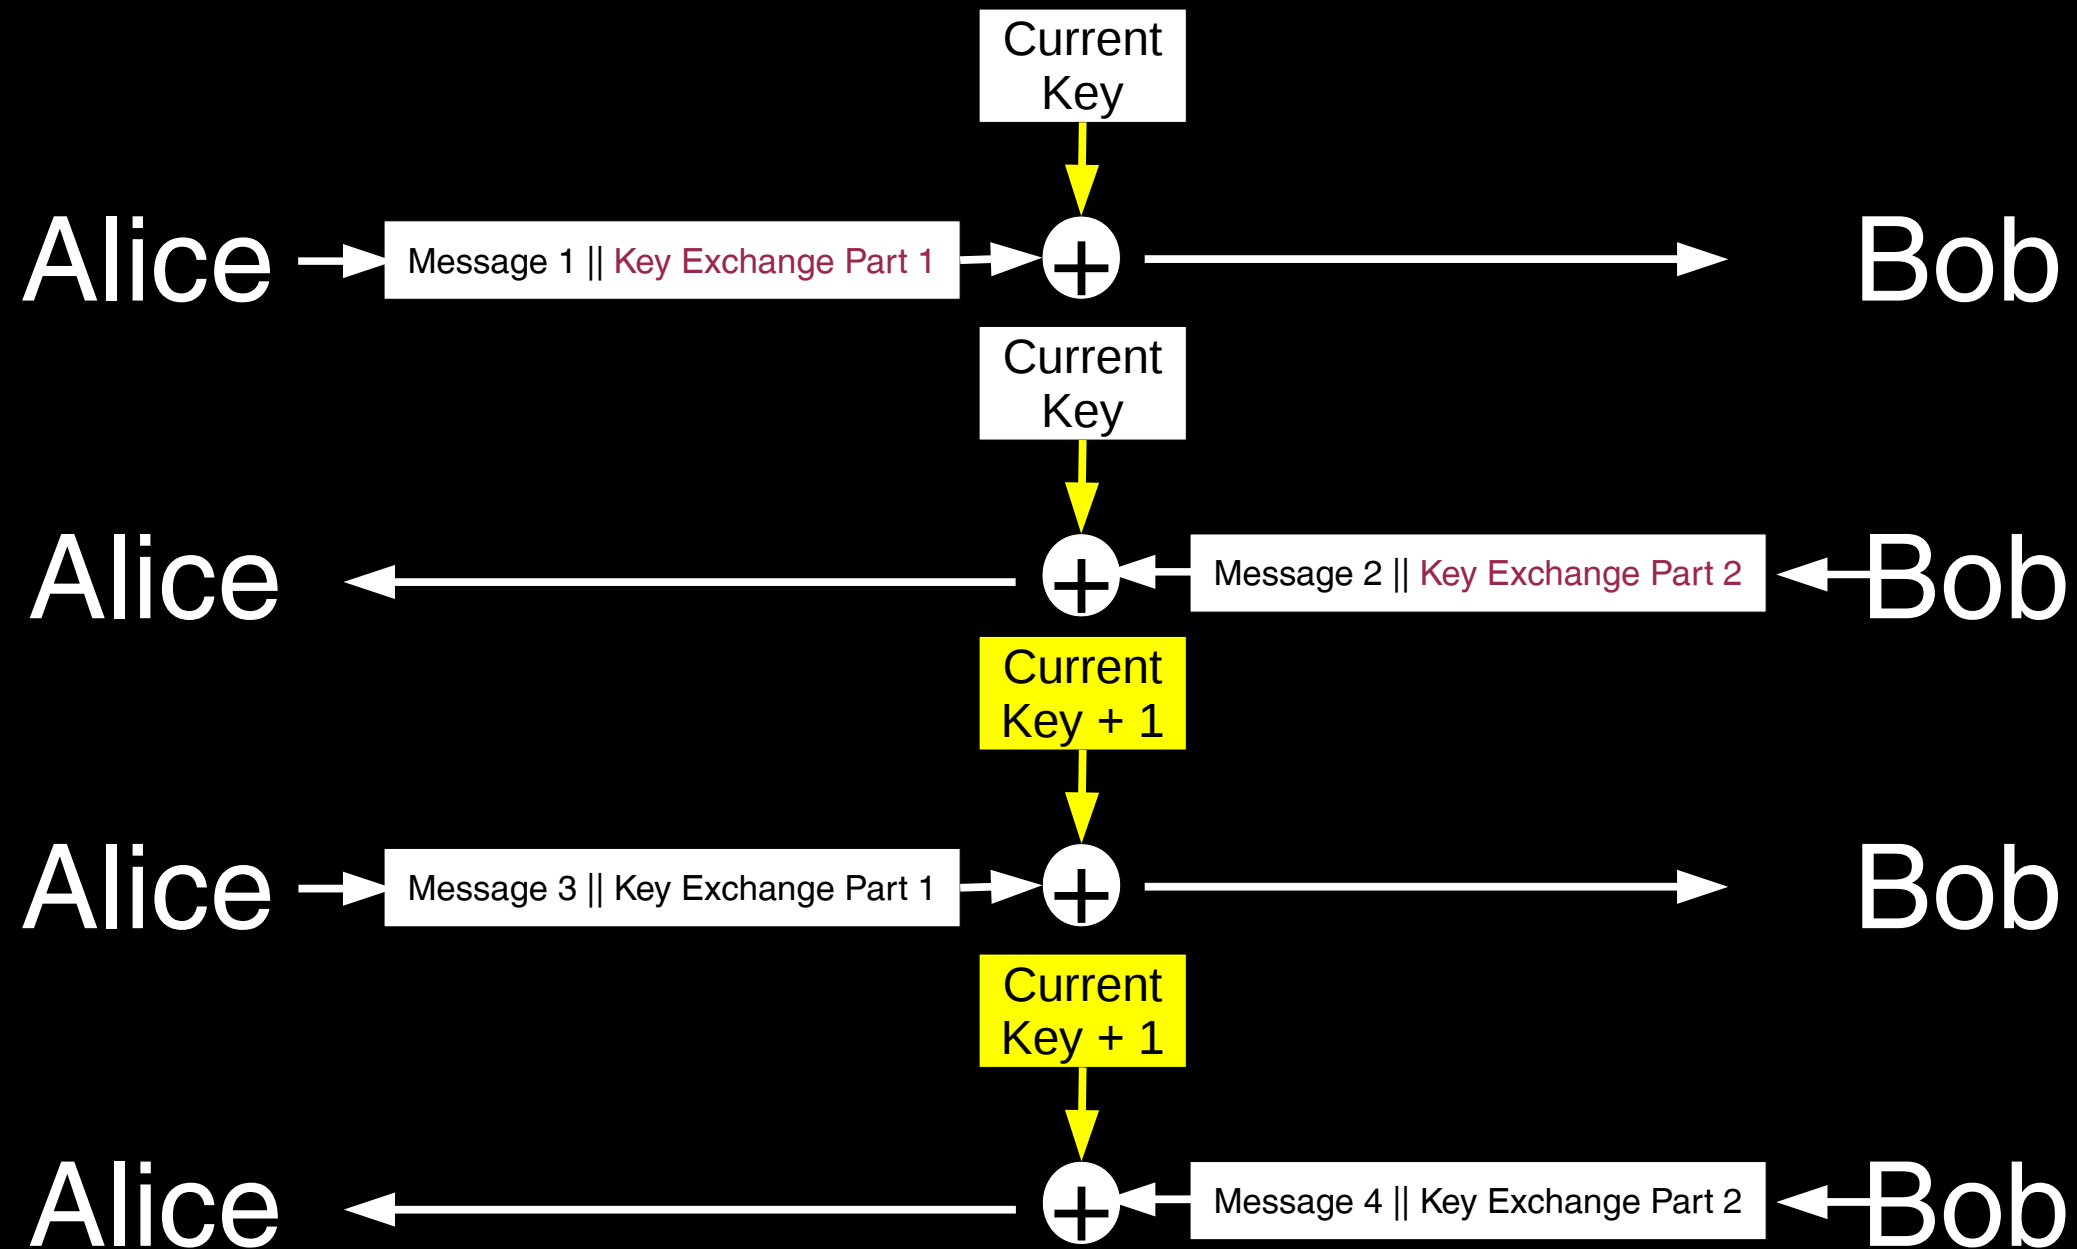 Current
Key
Alice
Message 1 || Key Exchange Part 1
+
Bob
Current
Key
Alice
+
Message 2 || Key Exchange Part 2
Bob
Current
Key + 1
Alice
Message 3 || Key Exchange Part 1
+
Bob
Current
Key + 1
Alice
+
Message 4 || Key Exchange Part 2
Bob